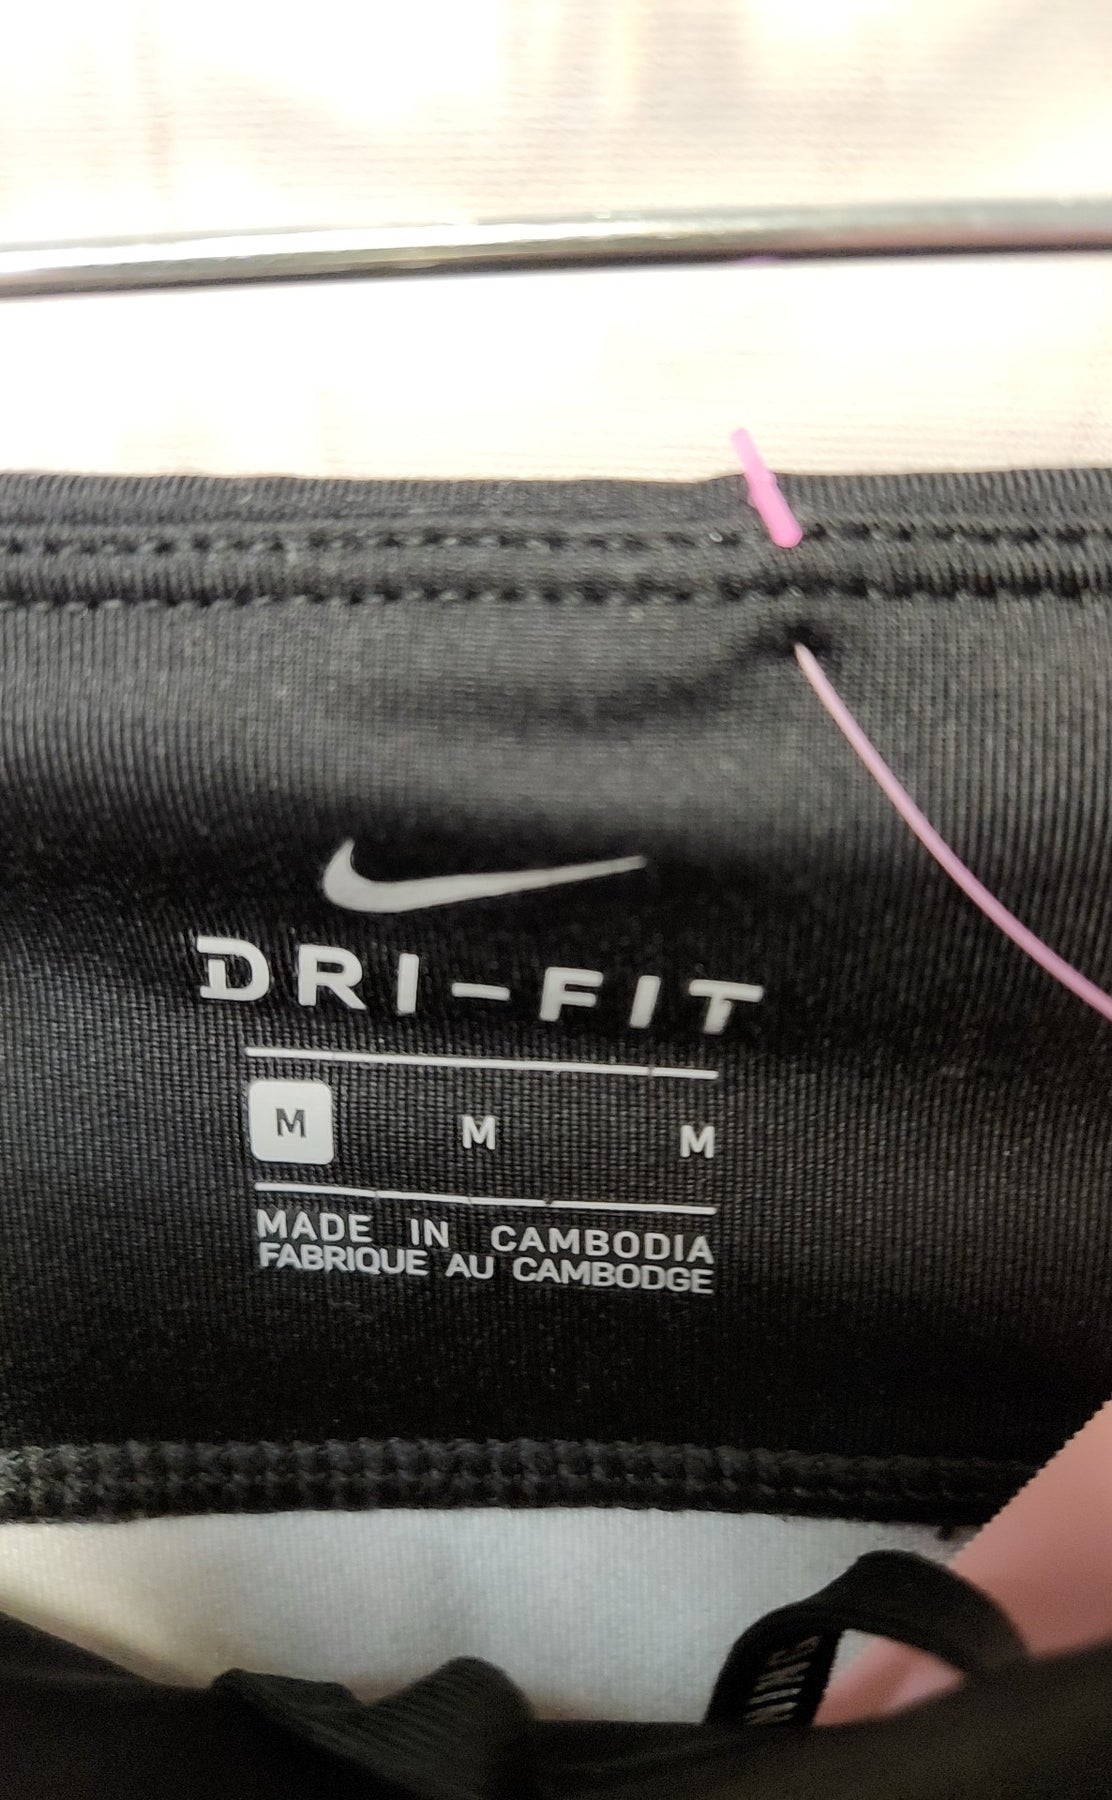 DRI-FIT
M M M
MADE IN CAMBODIA
FABRIQUE AU CAMBODGE